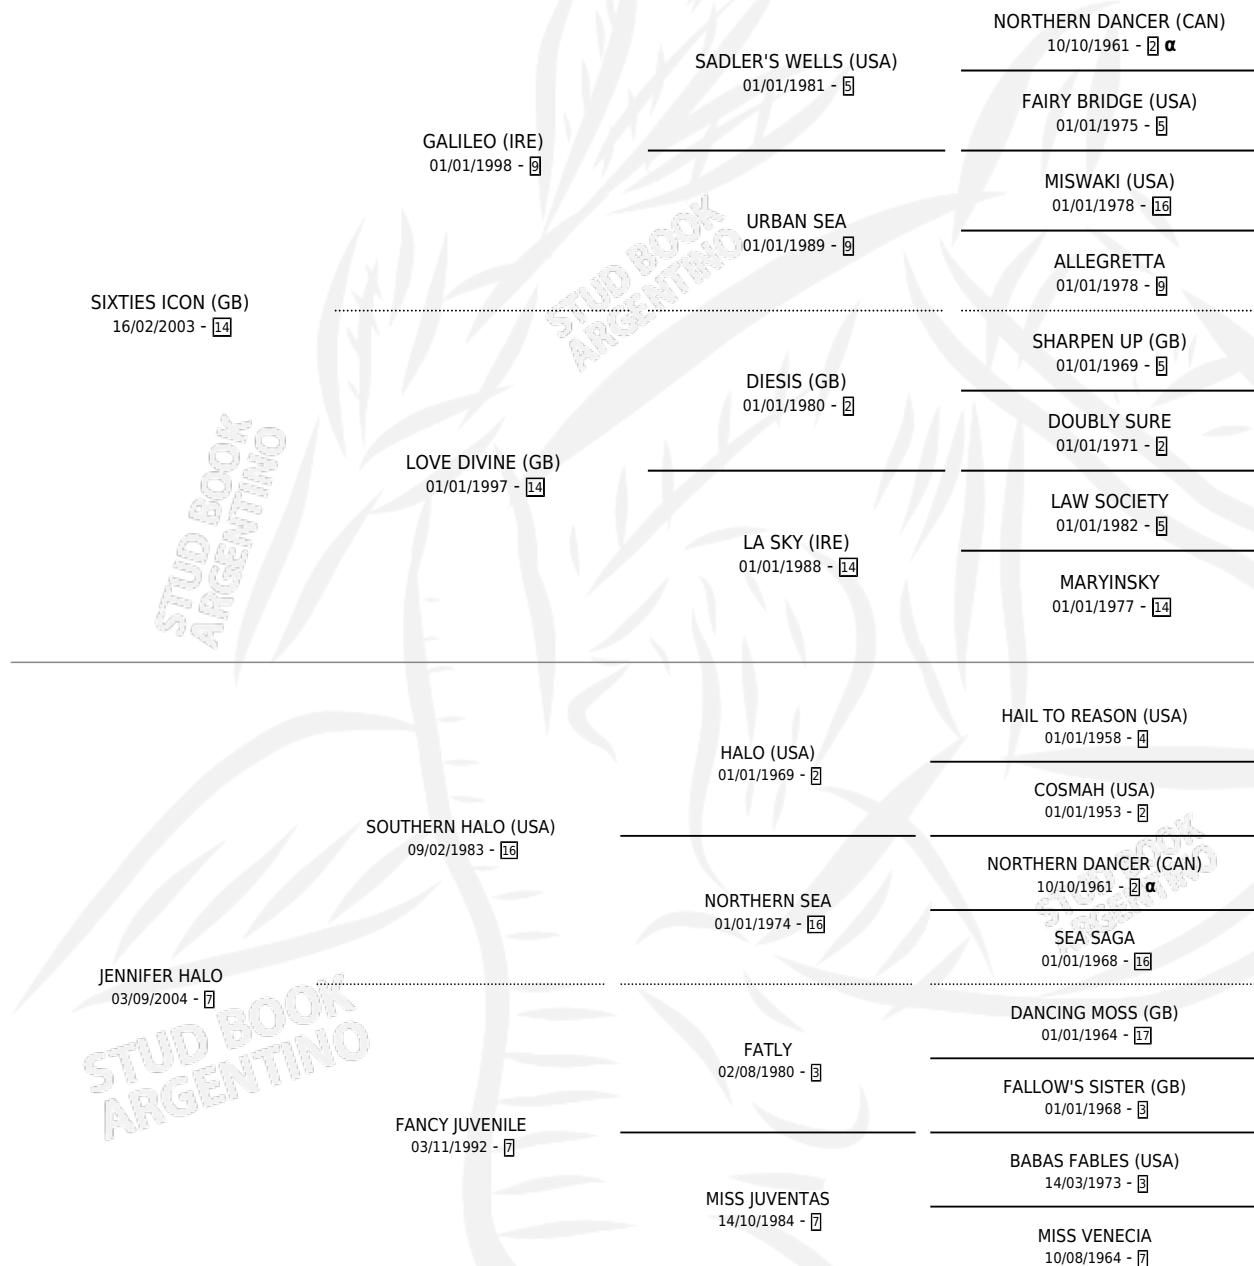 NORTHERN DANCER (CAN)
10/10/1961 - 2 α
SADLER'S WELLS (USA)
01/01/1981 - 5
FAIRY BRIDGE (USA)
01/01/1975 - 5
GALILEO (IRE)
01/01/1998 - 9
MISWAKI (USA)
01/01/1978 - 16
URBAN SEA
01/01/1989 - 9
ALLEGRETTA
01/01/1978 - 9
STUD BOOK
ARGENTINO
SIXTIES ICON (GB)
16/02/2003 - 14
SHARPEN UP (GB)
01/01/1969 - 5
DIESIS (GB)
01/01/1980 - 2
DOUBLY SURE
01/01/1971 - 2
LOVE DIVINE (GB)
01/01/1997 - 14
LAW SOCIETY
01/01/1982 - 5
LA SKY (IRE)
01/01/1988 - 14
MARYINSKY
01/01/1977 - 14
STUD BOOK
ARGENTINO
HAIL TO REASON (USA)
01/01/1958 - 4
HALO (USA)
01/01/1969 - 2
COSMAH (USA)
01/01/1953 - 2
SOUTHERN HALO (USA)
09/02/1983 - 16
NORTHERN DANCER (CAN)
10/10/1961 - 2 α
NORTHERN SEA
01/01/1974 - 16
SEA SAGA
01/01/1968 - 16
STUD BOOK
ARGENTINO
JENNIFER HALO
03/09/2004 - 7
DANCING MOSS (GB)
01/01/1964 - 17
FATLY
02/08/1980 - 3
FALLOW'S SISTER (GB)
01/01/1968 - 3
FANCY JUVENILE
03/11/1992 - 7
BABAS FABLES (USA)
14/03/1973 - 3
MISS JUVENTAS
14/10/1984 - 7
MISS VENECIA
10/08/1964 - 7
STUD BOOK
ARGENTINO